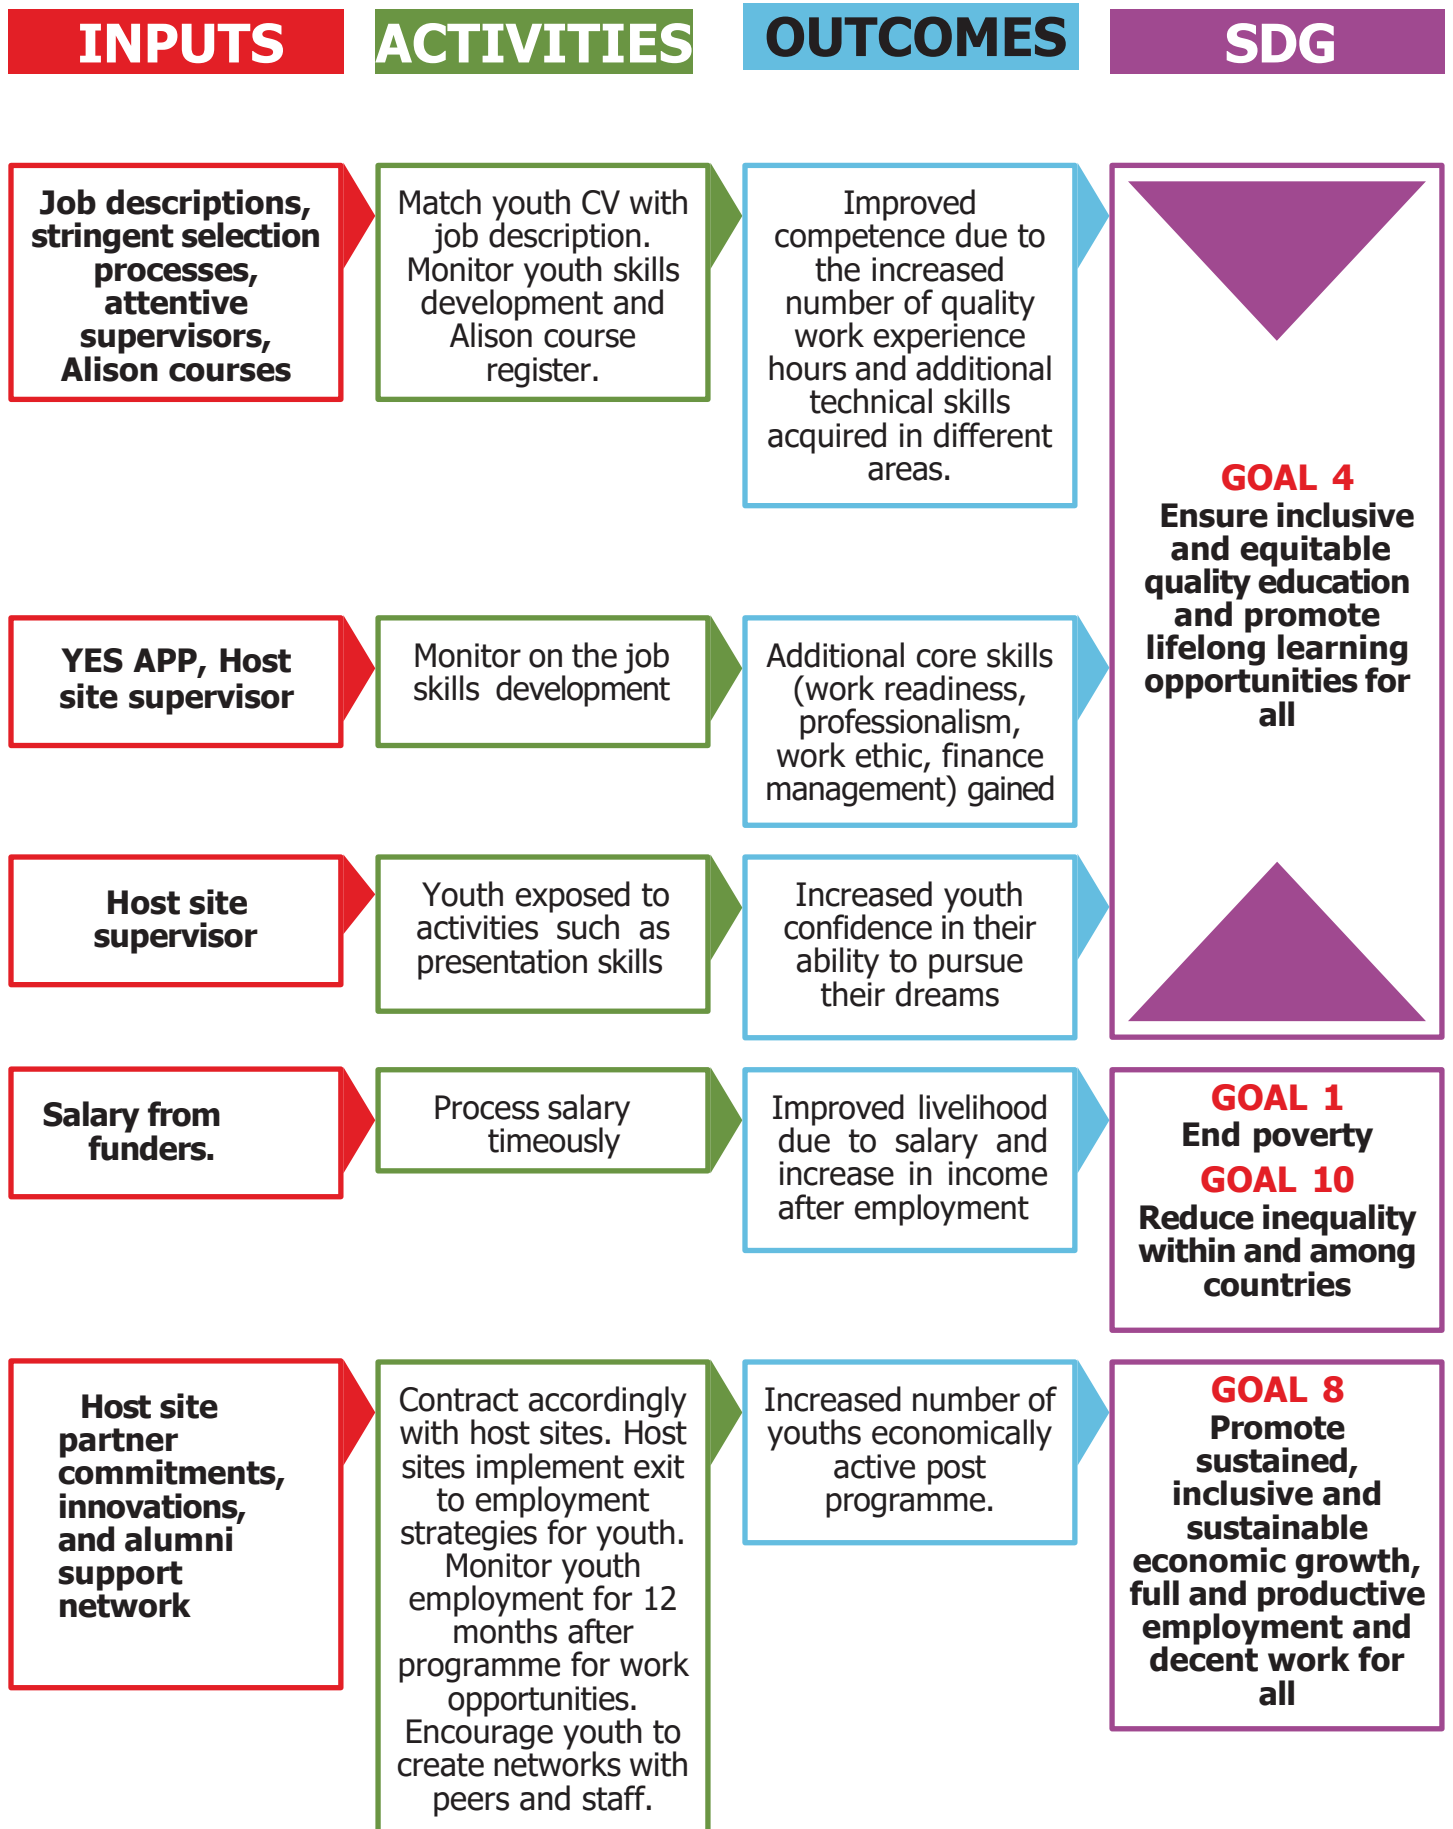 INPUTS
ACTIVITIES
OUTCOMES
SDG
Job descriptions,
stringent selection
processes,
attentive
supervisors,
Alison courses
Match youth CV with
job description.
Monitor youth skills
development and
Alison course
register.
Improved
competence due to
the increased
number of quality
work experience
hours and additional
technical skills
acquired in different
areas.
GOAL 4
Ensure inclusive
and equitable
quality education
and promote
lifelong learning
opportunities for
all
YES APP, Host
site supervisor
Monitor on the job
skills development
Additional core skills
(work readiness,
professionalism,
work ethic, finance
management) gained
Host site
supervisor
Youth exposed to
activities such as
presentation skills
Increased youth
confidence in their
ability to pursue
their dreams
Salary from
funders.
Process salary
timeously
Improved livelihood
due to salary and
increase in income
after employment
GOAL 1
End poverty
GOAL 10
Reduce inequality
within and among
countries
Host site
partner
commitments,
innovations,
and alumni
support
network
Contract accordingly
with host sites. Host
sites implement exit
to employment
strategies for youth.
Monitor youth
employment for 12
months after
programme for work
opportunities.
Encourage youth to
create networks with
peers and staff.
Increased number of
youths economically
active post
programme.
GOAL 8
Promote
sustained,
inclusive and
sustainable
economic growth,
full and productive
employment and
decent work for
all